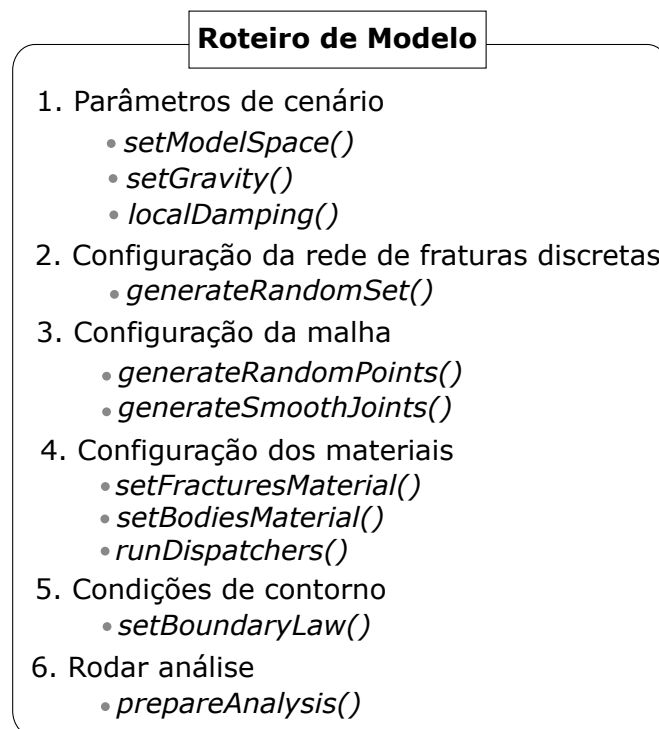 Roteiro de Modelo
1. Parâmetros de cenário
• setModelSpace()
• setGravity()
• localDamping()
2. Configuração da rede de fraturas discretas
• generateRandomSet()
3. Configuração da malha
• generateRandomPoints()
• generateSmoothJoints()
4. Configuração dos materiais
• setFracturesMaterial()
• setBodiesMaterial()
• runDispatchers()
5. Condições de contorno
• setBoundaryLaw()
6. Rodar análise
• prepareAnalysis()